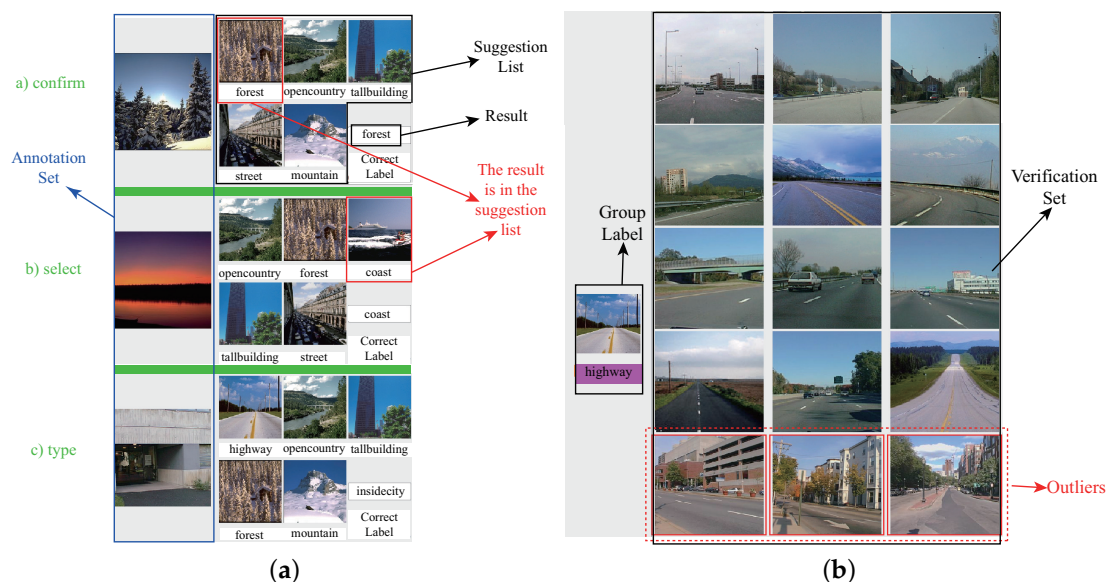 a) confirm
forest opencountry tallbuilding
Suggestion
List
forest
Result
Correct
Label
street mountain
Annotation
Set
The result
is in the
suggestion
list
b) select
opencountry forest coast
coast
Correct
Label
tallbuilding street
c) type
highway opencountry tallbuilding
insidecity
Correct
Label
forest mountain
(a)
Group
Label
highway
Verification
Set
Outliers
(b)